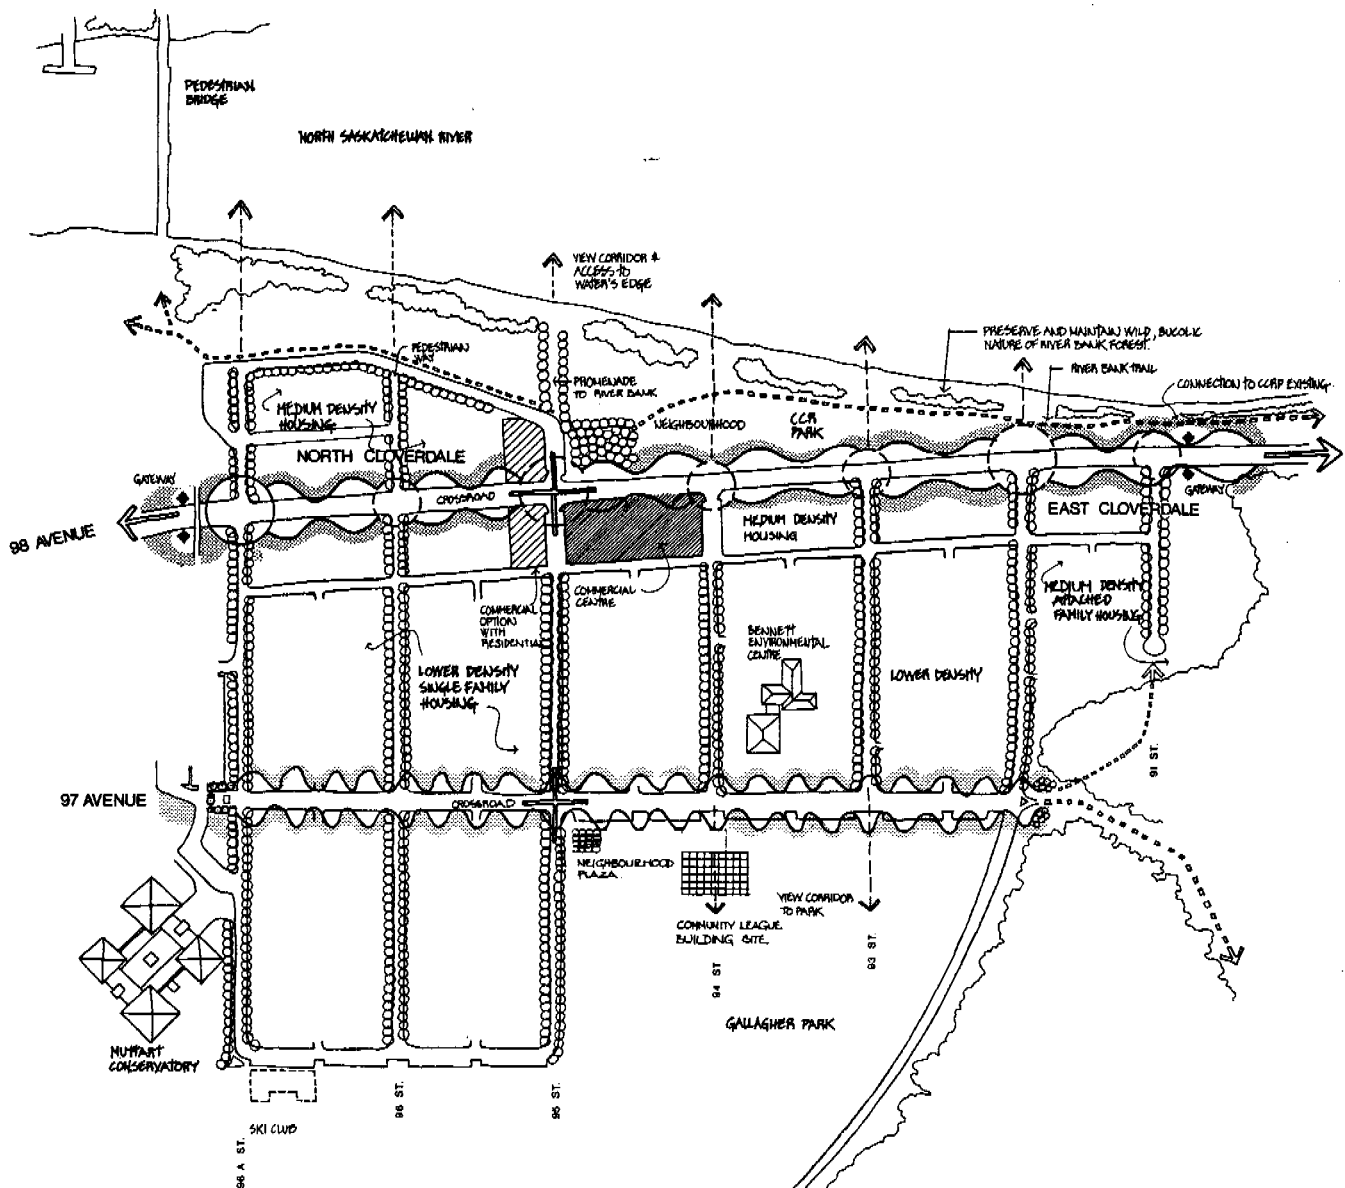 PEDESTRIAN
BRIDGE
NORTH SASKATCHEWAN RIVER
VIEW CORRIDOR &
ACCESS TO
WATER'S EDGE
PRESERVE AND MAINTAIN WILD, BUCOLIC
NATURE OF RIVER BANK FOREST.
RIVER BANK TRAIL
CONNECTION TO CCRP EXISTING.
PEDESTRIAN
WAY
PROMENADE
TO RIVER BANK
MEDIUM DENSITY
HOUSING
NEIGHBOURHOOD
CCR
PARK
NORTH CLOVERDALE
GATEWAY
CROSSROAD
GATEWAY
98 AVENUE
EAST CLOVERDALE
MEDIUM DENSITY
HOUSING
COMMERCIAL
OPTION
WITH
RESIDENTIAL
COMMERCIAL
CENTRE
MEDIUM DENSITY
ATTACHED
FAMILY HOUSING
BENNETT
ENVIRONMENTAL
CENTRE
LOWER DENSITY
SINGLE FAMILY
HOUSING
LOWER DENSITY
91 ST.
97 AVENUE
CROSSROAD
NEIGHBOURHOOD
PLAZA
VIEW CORRIDOR
TO PARK
COMMUNITY LEAGUE
BUILDING SITE.
93 ST.
94 ST
GALLAGHER PARK
MUTTART
CONSERVATORY
96 ST.
95 ST.
SKI CLUB
96 A ST.